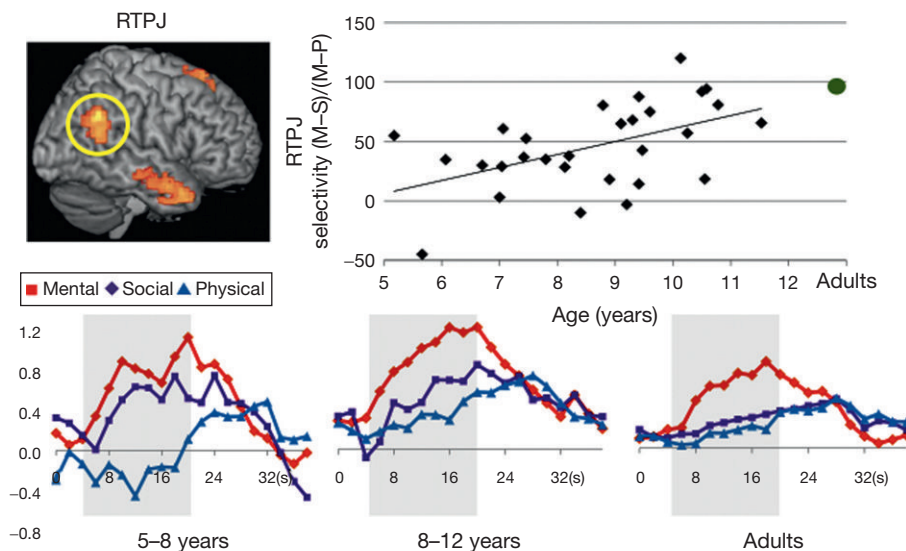 RTPJ
RTPJ
selectivity (M–S)/(M–P)
150
100
50
0
−50
5
6
7
8
9
10
11
12
Adults
Age (years)
Mental
Social
Physical
1.2
0.8
0.4
0.0
−0.4
−0.8
0
8
16
24
32(s)
5–8 years
0
8
16
24
32(s)
8–12 years
0
8
16
24
32(s)
Adults